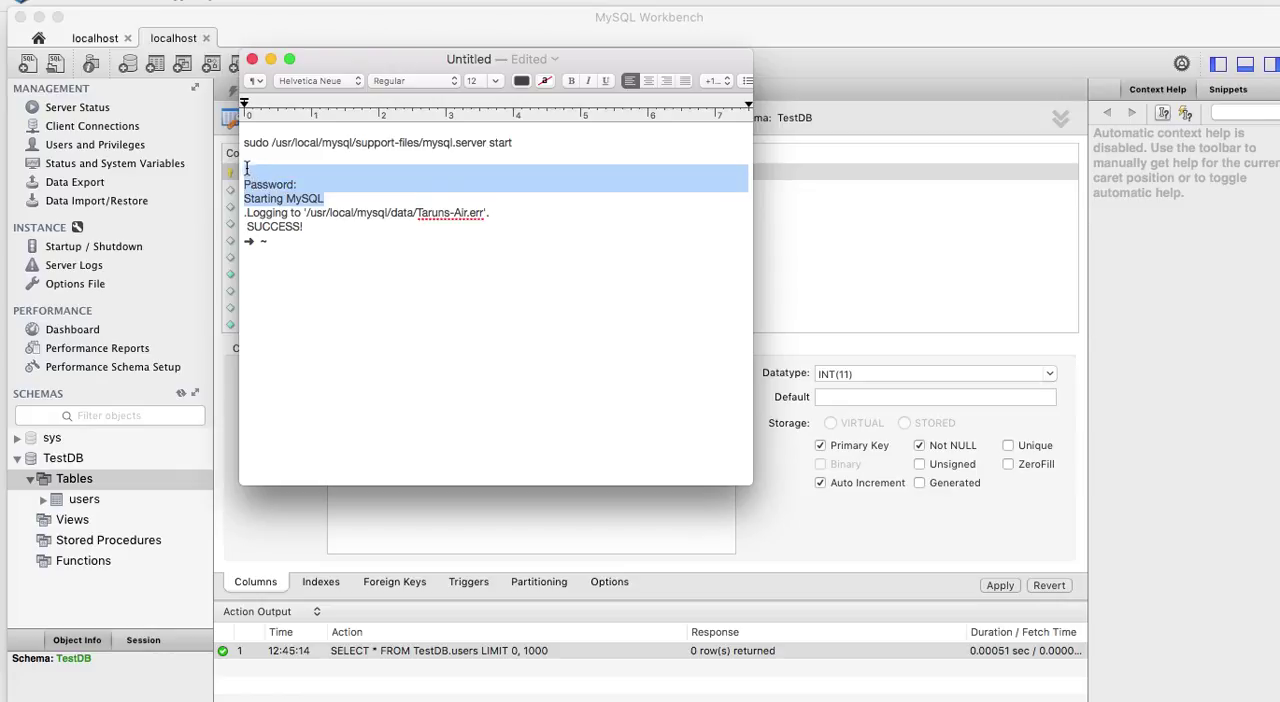 MySQL Workbench
localhost
localhost
MANAGEMENT
Server Status
Client Connections
Users and Privileges
Status and System Variables
Data Export
Data Import/Restore
INSTANCE
Startup / Shutdown
Server Logs
Options File
PERFORMANCE
Dashboard
Performance Reports
Performance Schema Setup
SCHEMAS
Filter objects
sys
TestDB
Tables
users
Views
Stored Procedures
Functions
Object Info Session
Schema: TestDB
Untitled — Edited
Helvetica Neue Regular 12 B I U +1...
0 1 2 3 4 5 6 7
sudo /usr/local/mysql/support-files/mysql.server start
Password:
Starting MySQL
.Logging to '/usr/local/mysql/data/Taruns-Air.err'.
SUCCESS!
➜ ~
TestDB
Datatype: INT(11)
Default
Storage: VIRTUAL STORED
Primary Key Not NULL Unique
Binary Unsigned ZeroFill
Auto Increment Generated
Columns Indexes Foreign Keys Triggers Partitioning Options
Apply Revert
Action Output
Time Action Response Duration / Fetch Time
1 12:45:14 SELECT * FROM TestDB.users LIMIT 0, 1000 0 row(s) returned 0.00051 sec / 0.0000...
Context Help Snippets
Automatic context help is
disabled. Use the toolbar to
manually get help for the curren
caret position or to toggle
automatic help.